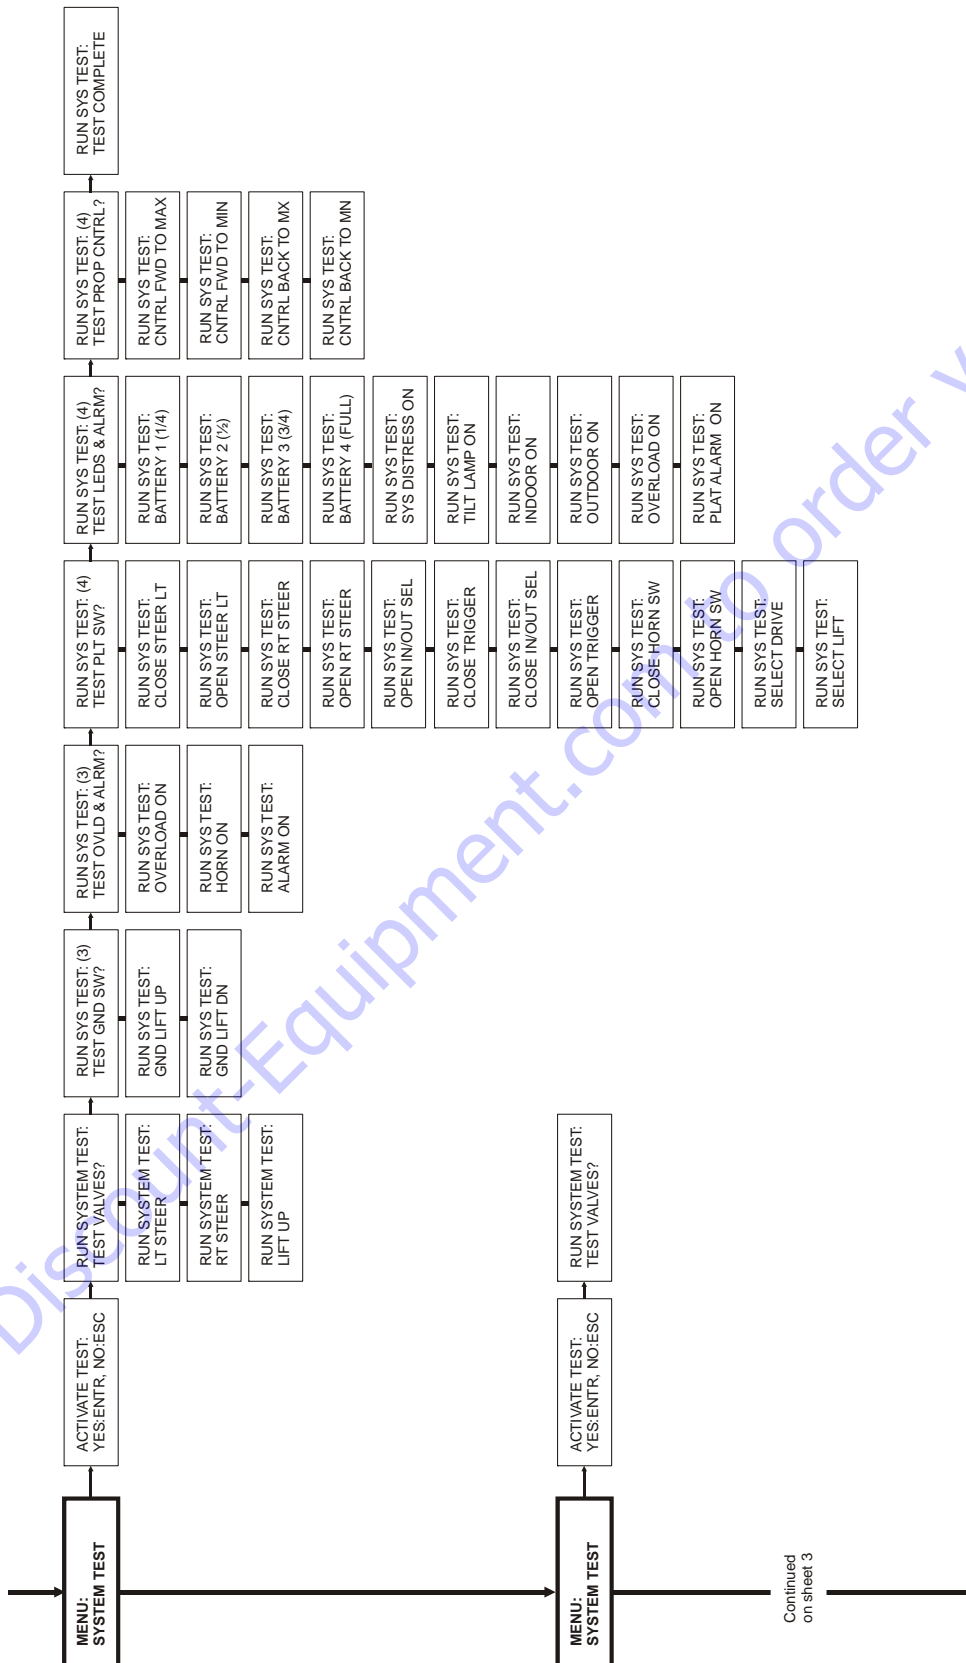 MENU:
SYSTEM TEST
ACTIVATE TEST:
YES:ENTR, NO:ESC
RUN SYSTEM TEST:
TEST VALVES?
RUN SYSTEM TEST:
LT STEER
RUN SYSTEM TEST:
RT STEER
RUN SYSTEM TEST:
LIFT UP
RUN SYS TEST: (3)
TEST GND SW?
RUN SYS TEST:
GND LIFT UP
RUN SYS TEST:
GND LIFT DN
RUN SYS TEST: (3)
TEST OVLD & ALRM?
RUN SYS TEST:
OVERLOAD ON
RUN SYS TEST:
HORN ON
RUN SYS TEST:
ALARM ON
RUN SYS TEST: (4)
TEST PLT SW?
RUN SYS TEST:
CLOSE STEER LT
RUN SYS TEST:
OPEN STEER LT
RUN SYS TEST:
CLOSE RT STEER
RUN SYS TEST:
OPEN RT STEER
RUN SYS TEST:
OPEN IN/OUT SEL
RUN SYS TEST:
CLOSE TRIGGER
RUN SYS TEST:
CLOSE IN/OUT SEL
RUN SYS TEST:
OPEN TRIGGER
RUN SYS TEST:
CLOSE HORN SW
RUN SYS TEST:
OPEN HORN SW
RUN SYS TEST:
SELECT DRIVE
RUN SYS TEST:
SELECT LIFT
RUN SYS TEST: (4)
TEST LEDS & ALRM?
RUN SYS TEST:
BATTERY 1 (1/4)
RUN SYS TEST:
BATTERY 2 (½)
RUN SYS TEST:
BATTERY 3 (3/4)
RUN SYS TEST:
BATTERY 4 (FULL)
RUN SYS TEST:
SYS DISTRESS ON
RUN SYS TEST:
TILT LAMP ON
RUN SYS TEST:
INDOOR ON
RUN SYS TEST:
OUTDOOR ON
RUN SYS TEST:
OVERLOAD ON
RUN SYS TEST:
PLAT ALARM ON
RUN SYS TEST: (4)
TEST PROP CNTRL?
RUN SYS TEST:
CNTRL FWD TO MAX
RUN SYS TEST:
CNTRL FWD TO MIN
RUN SYS TEST:
CNTRL BACK TO MX
RUN SYS TEST:
CNTRL BACK TO MN
RUN SYS TEST:
TEST COMPLETE
MENU:
SYSTEM TEST
ACTIVATE TEST:
YES:ENTR, NO:ESC
RUN SYSTEM TEST:
TEST VALVES?
Continued
on sheet 3
Discount-Equipment.com to order